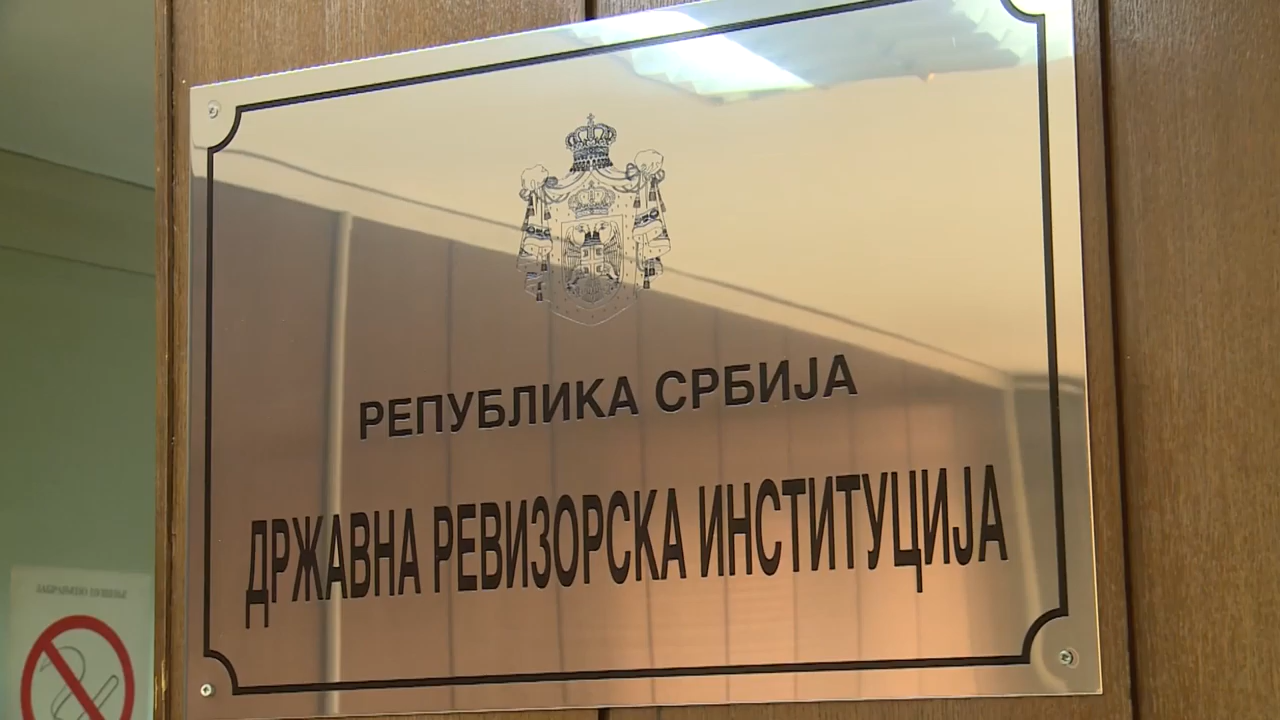 РЕПУБЛИКА СРБИЈА
ДРЖАВНА РЕВИЗОРСКА ИНСТИТУЦИЈА